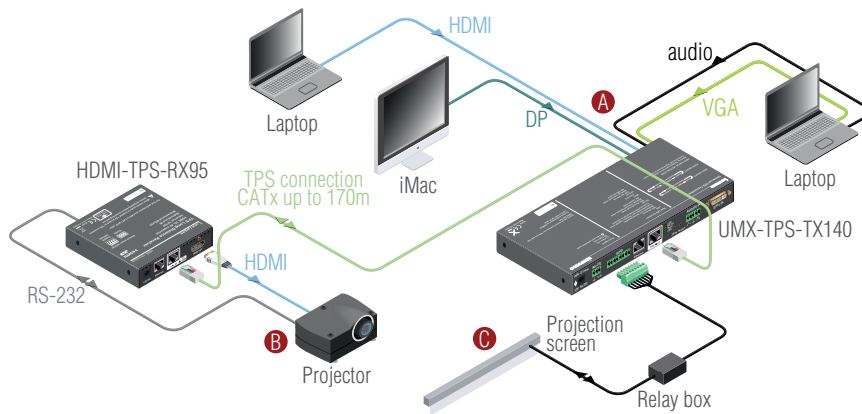 HDMI
audio
A
VGA
DP
Laptop
iMac
Laptop
HDMI-TPS-RX95
TPS connection
CATx up to 170m
UMX-TPS-TX140
HDMI
RS-232
B
Projector
C
Projection
screen
Relay box